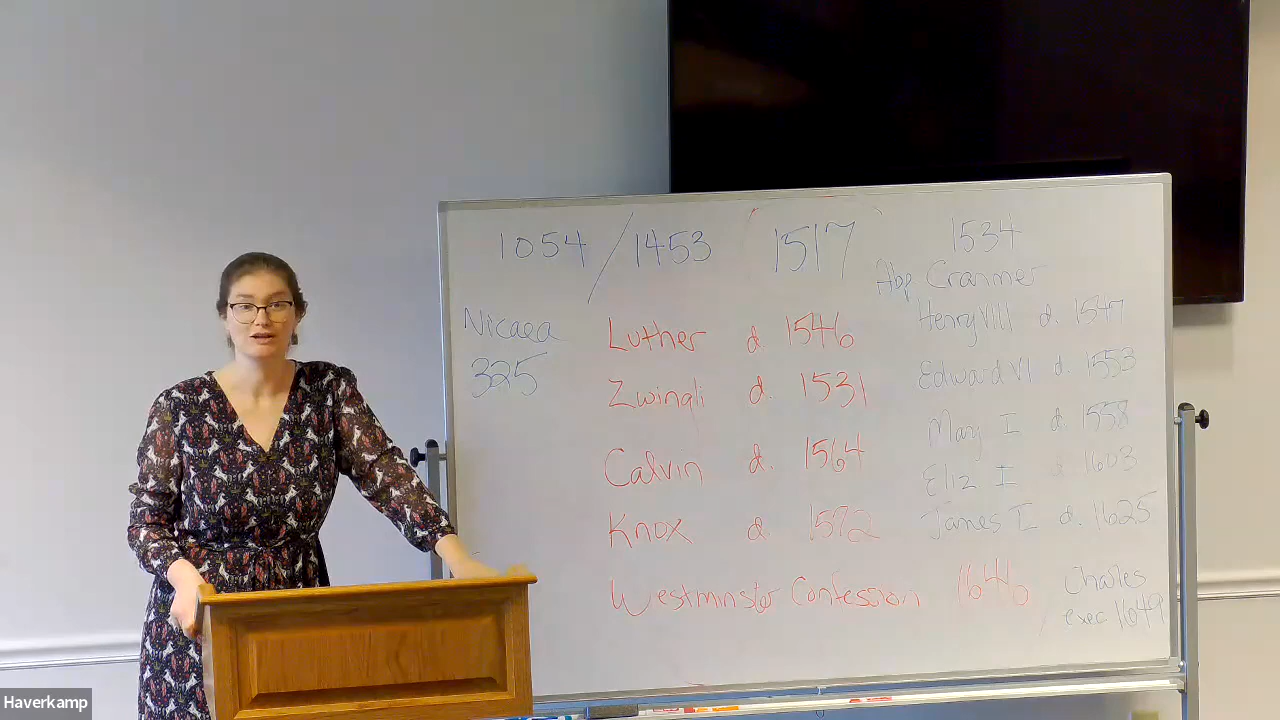 1054 / 1453 1517 1534
Abp Cranmer
Nicaea
325
Luther d. 1546
Zwingli d. 1531
Calvin d. 1564
Knox d. 1572
Westminster Confession 1646
Henry VIII d. 1547
Edward VI d. 1553
Mary I d. 1558
Eliz I d. 1603
James I d. 1625
Charles
exec 1649
Haverkamp